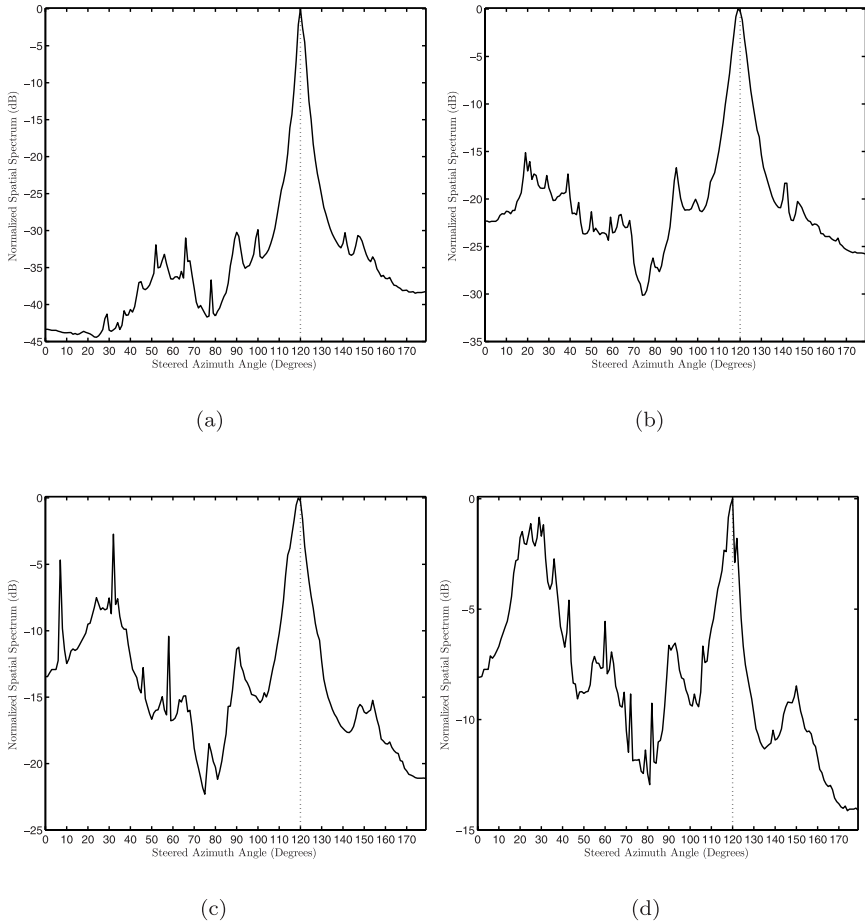 0
−5
−10
−15
−20
−25
−30
−35
−40
−45
Normalized Spatial Spectrum (dB)
0 10 20 30 40 50 60 70 80 90 100 110 120 130 140 150 160 170
Steered Azimuth Angle (Degrees)
(a)
0
−5
−10
−15
−20
−25
−30
−35
Normalized Spatial Spectrum (dB)
0 10 20 30 40 50 60 70 80 90 100 110 120 130 140 150 160 170
Steered Azimuth Angle (Degrees)
(b)
0
−5
−10
−15
−20
−25
Normalized Spatial Spectrum (dB)
0 10 20 30 40 50 60 70 80 90 100 110 120 130 140 150 160 170
Steered Azimuth Angle (Degrees)
(c)
0
−5
−10
−15
Normalized Spatial Spectrum (dB)
0 10 20 30 40 50 60 70 80 90 100 110 120 130 140 150 160 170
Steered Azimuth Angle (Degrees)
(d)